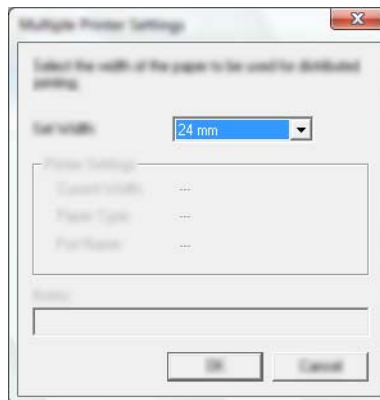 Multiple Printer Settings
Select the width of the paper to be used for distributed
printing.
Set Width:
24 mm
Printer Settings
Current Width: ---
Paper Type: ---
Port Name: ---
Notes:
OK
Cancel